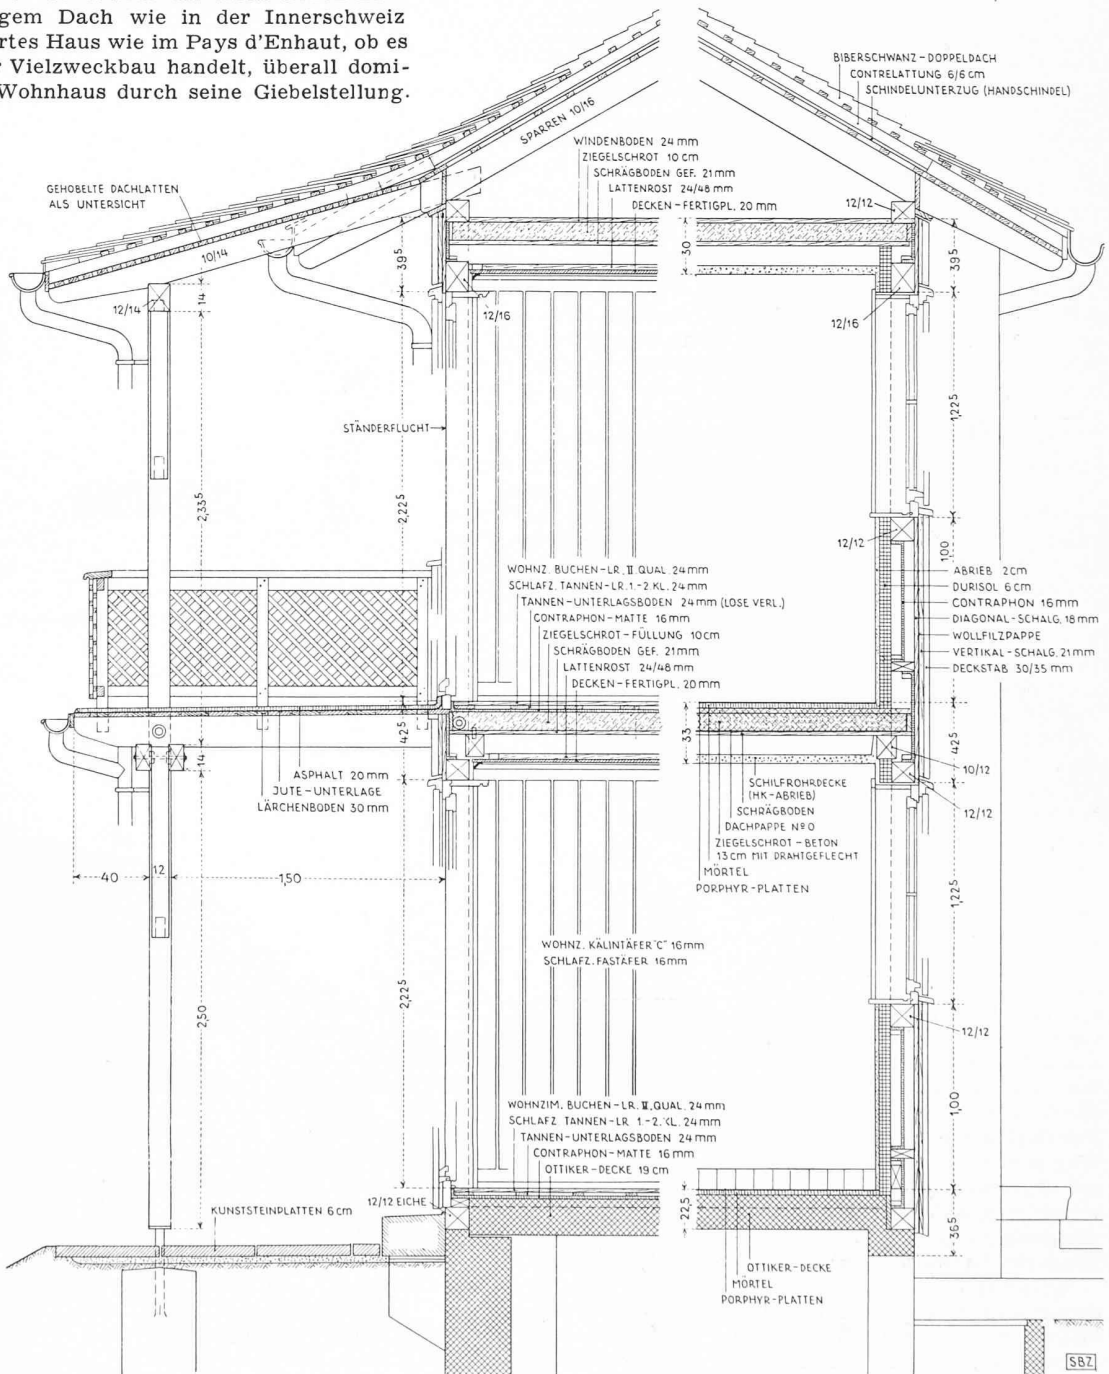 gem Dach wie in der Innerschweiz
rtes Haus wie im Pays d'Enhaut, ob es
Vielzweckbau handelt, überall domi-
Wohnhaus durch seine Giebelstellung.
BIBERSCHWANZ-DOPPELDACH
CONTRELATTUNG 6/6 cm
SCHINDELUNTERZUG (HANDSCHINDEL)
SPARREN 10/16
WINDENBODEN 24 mm
ZIEGELSCHROT 10 cm
SCHRÄGBODEN GEF. 21 mm
LATTENROST 24/48 mm
DECKEN-FERTIGPL. 20 mm
GEHOBELTE DACHLATTEN
ALS UNTERSICHT
10/14
12/12
395
30
395
12/14
14
12/16
12/16
STÄNDERFLUCHT
2,335
2,225
1,225
12/12
1,00
WOHNZ. BUCHEN-LR. II. QUAL. 24 mm
SCHLAFZ. TANNEN-LR. 1.-2. KL. 24 mm
TANNEN-UNTERLAGSBODEN 24 mm (LOSE VERL.)
CONTRAPHON-MATTE 16 mm
ZIEGELSCHROT-FÜLLUNG 10 cm
SCHRÄGBODEN GEF. 21 mm
LATTENROST 24/48 mm
DECKEN-FERTIGPL. 20 mm
ABRIEB 2 cm
DURISOL 6 cm
CONTRAPHON 16 mm
DIAGONAL-SCHALG. 18 mm
WOLLFILZPAPPE
VERTIKAL-SCHALG. 21 mm
DECKSTAB 30/35 mm
425
33
425
14
10/12
12/12
ASPHALT 20 mm
JUTE-UNTERLAGE
LÄRCHENBODEN 30 mm
SCHILFROHRDECKE
(HK-ABRIEB)
SCHRÄGBODEN
DACHPAPPE Nº 0
ZIEGELSCHROT-BETON
13 cm MIT DRAHTGEFLECHT
MÖRTEL
PORPHYR-PLATTEN
40
12
1,50
1,225
WOHNZ. KÄLINTÄFER "C" 16 mm
SCHLAFZ. FASTÄFER 16 mm
2,50
2,225
12/12
1,00
WOHNZIM. BUCHEN-LR. II. QUAL. 24 mm
SCHLAFZ TANNEN-LR 1.-2. KL. 24 mm
TANNEN-UNTERLAGSBODEN 24 mm
CONTRAPHON-MATTE 16 mm
OTTIKER-DECKE 19 cm
12/12 EICHE
KUNSTSTEINPLATTEN 6 cm
22,5
365
OTTIKER-DECKE
MÖRTEL
PORPHYR-PLATTEN
SBZ